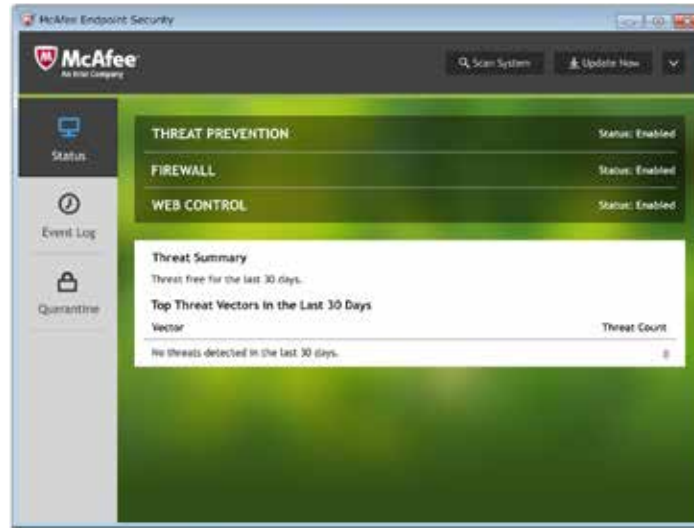 McAfee Endpoint Security
McAfee
An Intel Company
Scan System
Update Now
Status
Event Log
Quarantine
THREAT PREVENTION Status: Enabled
FIREWALL Status: Enabled
WEB CONTROL Status: Enabled
Threat Summary
Threat free for the last 30 days.
Top Threat Vectors in the Last 30 Days
Vector Threat Count
No threats detected in the last 30 days. 0